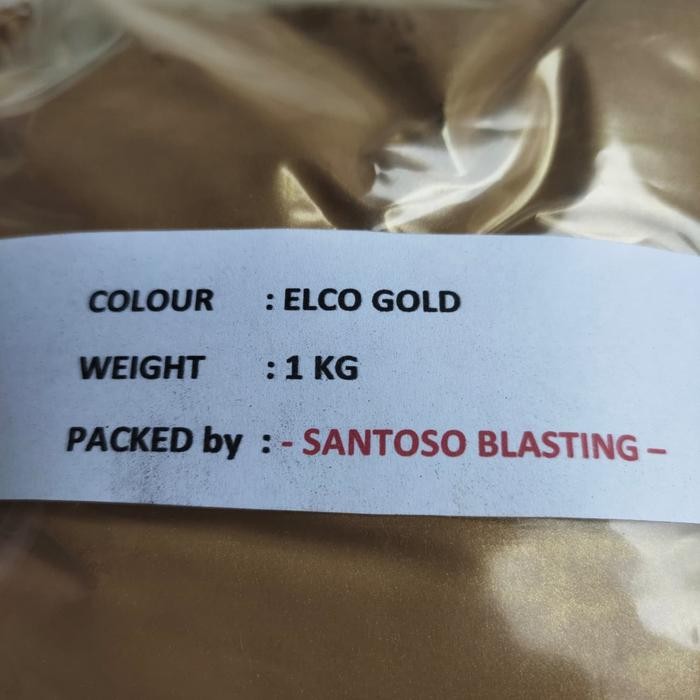 COLOUR : ELCO GOLD
WEIGHT : 1 KG
PACKED by : - SANTOSO BLASTING –